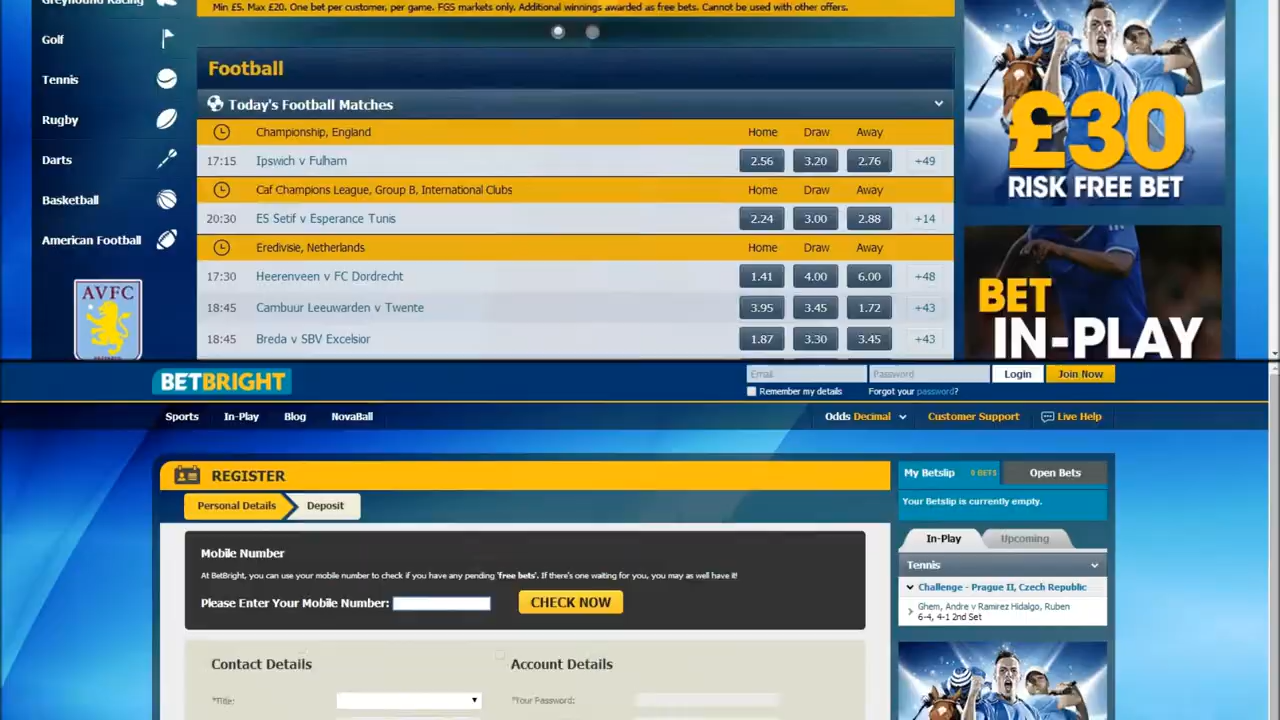 Greyhound Racing
Min £5. Max £20. One bet per customer, per game. FGS markets only. Additional winnings awarded as free bets. Cannot be used with other offers.
Golf
Tennis
Rugby
Darts
Basketball
American Football
AVFC
Football
Today's Football Matches
Championship, England Home Draw Away
17:15 Ipswich v Fulham 2.56 3.20 2.76 +49
Caf Champions League, Group B, International Clubs Home Draw Away
20:30 ES Setif v Esperance Tunis 2.24 3.00 2.88 +14
Eredivisie, Netherlands Home Draw Away
17:30 Heerenveen v FC Dordrecht 1.41 4.00 6.00 +48
18:45 Cambuur Leeuwarden v Twente 3.95 3.45 1.72 +43
18:45 Breda v SBV Excelsior 1.87 3.30 3.45 +43
£30
RISK FREE BET
BET
IN-PLAY
BETBRIGHT
Email Password Login Join Now
Remember my details Forgot your password?
Sports In-Play Blog NovaBall Odds Decimal Customer Support Live Help
REGISTER
Personal Details Deposit
Mobile Number
At BetBright, you can use your mobile number to check if you have any pending 'free bets'. If there's one waiting for you, you may as well have it!
Please Enter Your Mobile Number: CHECK NOW
Contact Details Account Details
*Title: *Your Password:
My Betslip 0 BETS Open Bets
Your Betslip is currently empty.
In-Play Upcoming
Tennis
Challenge - Prague II, Czech Republic
Ghem, Andre v Ramirez Hidalgo, Ruben
6-4, 4-1 2nd Set